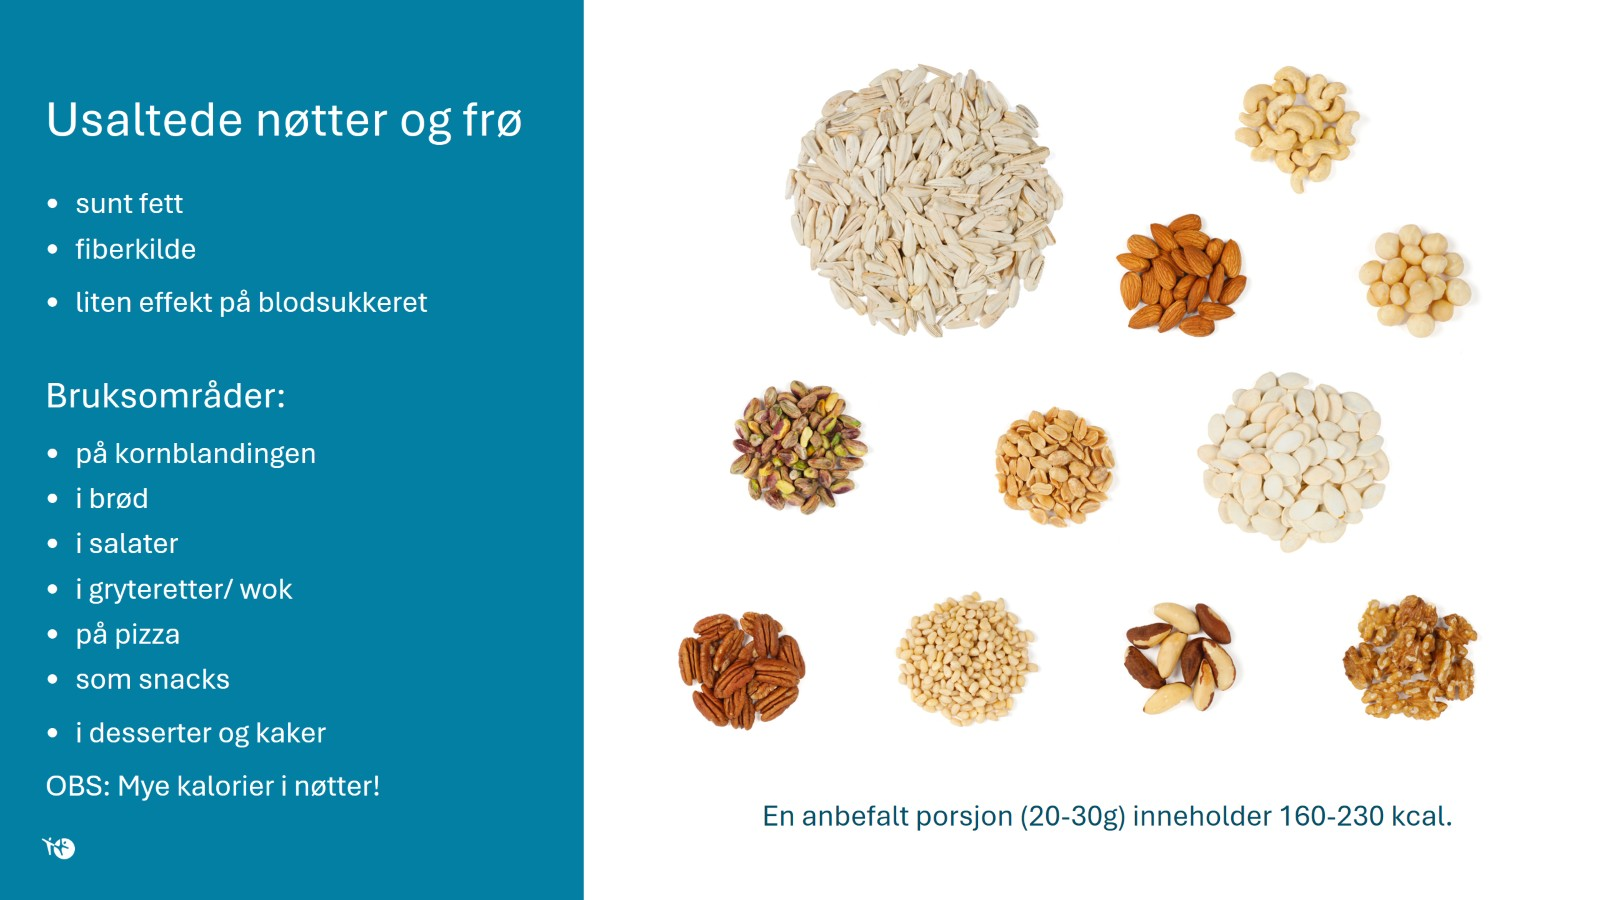 Usaltede nøtter og frø
• sunt fett
• fiberkilde
• liten effekt på blodsukkeret
Bruksområder:
• på kornblandingen
• i brød
• i salater
• i gryteretter/ wok
• på pizza
• som snacks
• i desserter og kaker
OBS: Mye kalorier i nøtter!
En anbefalt porsjon (20-30g) inneholder 160-230 kcal.